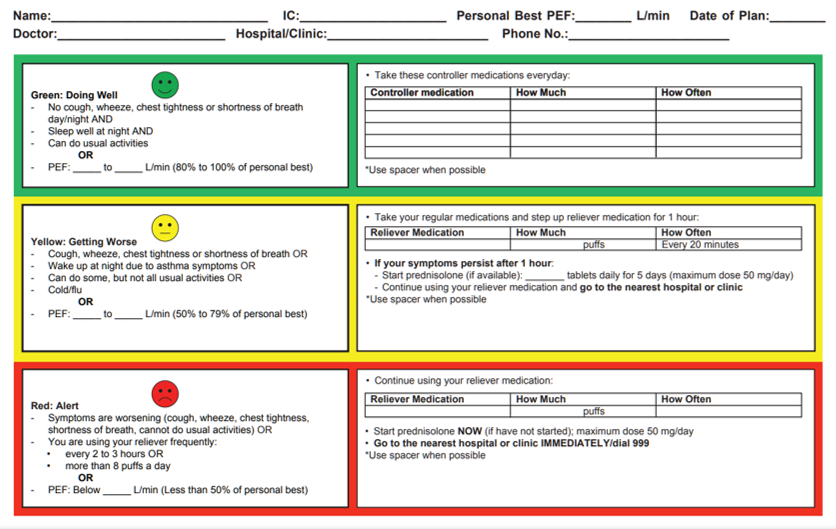 Name:______________________________ IC:____________________ Personal Best PEF:________ L/min Date of Plan:________
Doctor:_______________________ Hospital/Clinic:______________________ Phone No.:______________________
Green: Doing Well
- No cough, wheeze, chest tightness or shortness of breath
day/night AND
- Sleep well at night AND
- Can do usual activities
OR
- PEF: _____ to _____ L/min (80% to 100% of personal best)
• Take these controller medications everyday:
Controller medication How Much How Often
*Use spacer when possible
Yellow: Getting Worse
- Cough, wheeze, chest tightness or shortness of breath OR
- Wake up at night due to asthma symptoms OR
- Can do some, but not all usual activities OR
- Cold/flu
OR
- PEF: _____ to _____ L/min (50% to 79% of personal best)
• Take your regular medications and step up reliever medication for 1 hour:
Reliever Medication How Much How Often
puffs Every 20 minutes
• If your symptoms persist after 1 hour:
- Start prednisolone (if available): _______ tablets daily for 5 days (maximum dose 50 mg/day)
- Continue using your reliever medication and go to the nearest hospital or clinic
*Use spacer when possible
Red: Alert
- Symptoms are worsening (cough, wheeze, chest tightness,
shortness of breath, cannot do usual activities) OR
- You are using your reliever frequently:
• every 2 to 3 hours OR
• more than 8 puffs a day
OR
- PEF: Below _____ L/min (Less than 50% of personal best)
• Continue using your reliever medication:
Reliever Medication How Much How Often
puffs
• Start prednisolone NOW (if have not started); maximum dose 50 mg/day
• Go to the nearest hospital or clinic IMMEDIATELY/dial 999
*Use spacer when possible